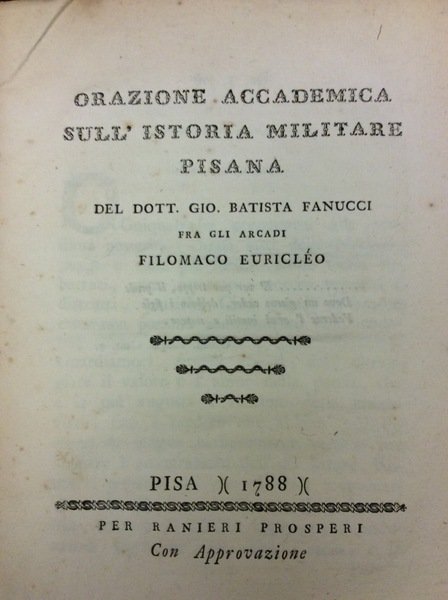 ORAZIONE ACCADEMICA
SULL' ISTORIA MILITARE
PISANA
DEL DOTT. GIO. BATISTA FANUCCI
FRA GLI ARCADI
FILOMACO EURICLÉO
PISA )( 1788 )(
PER RANIERI PROSPERI
Con Approvazione